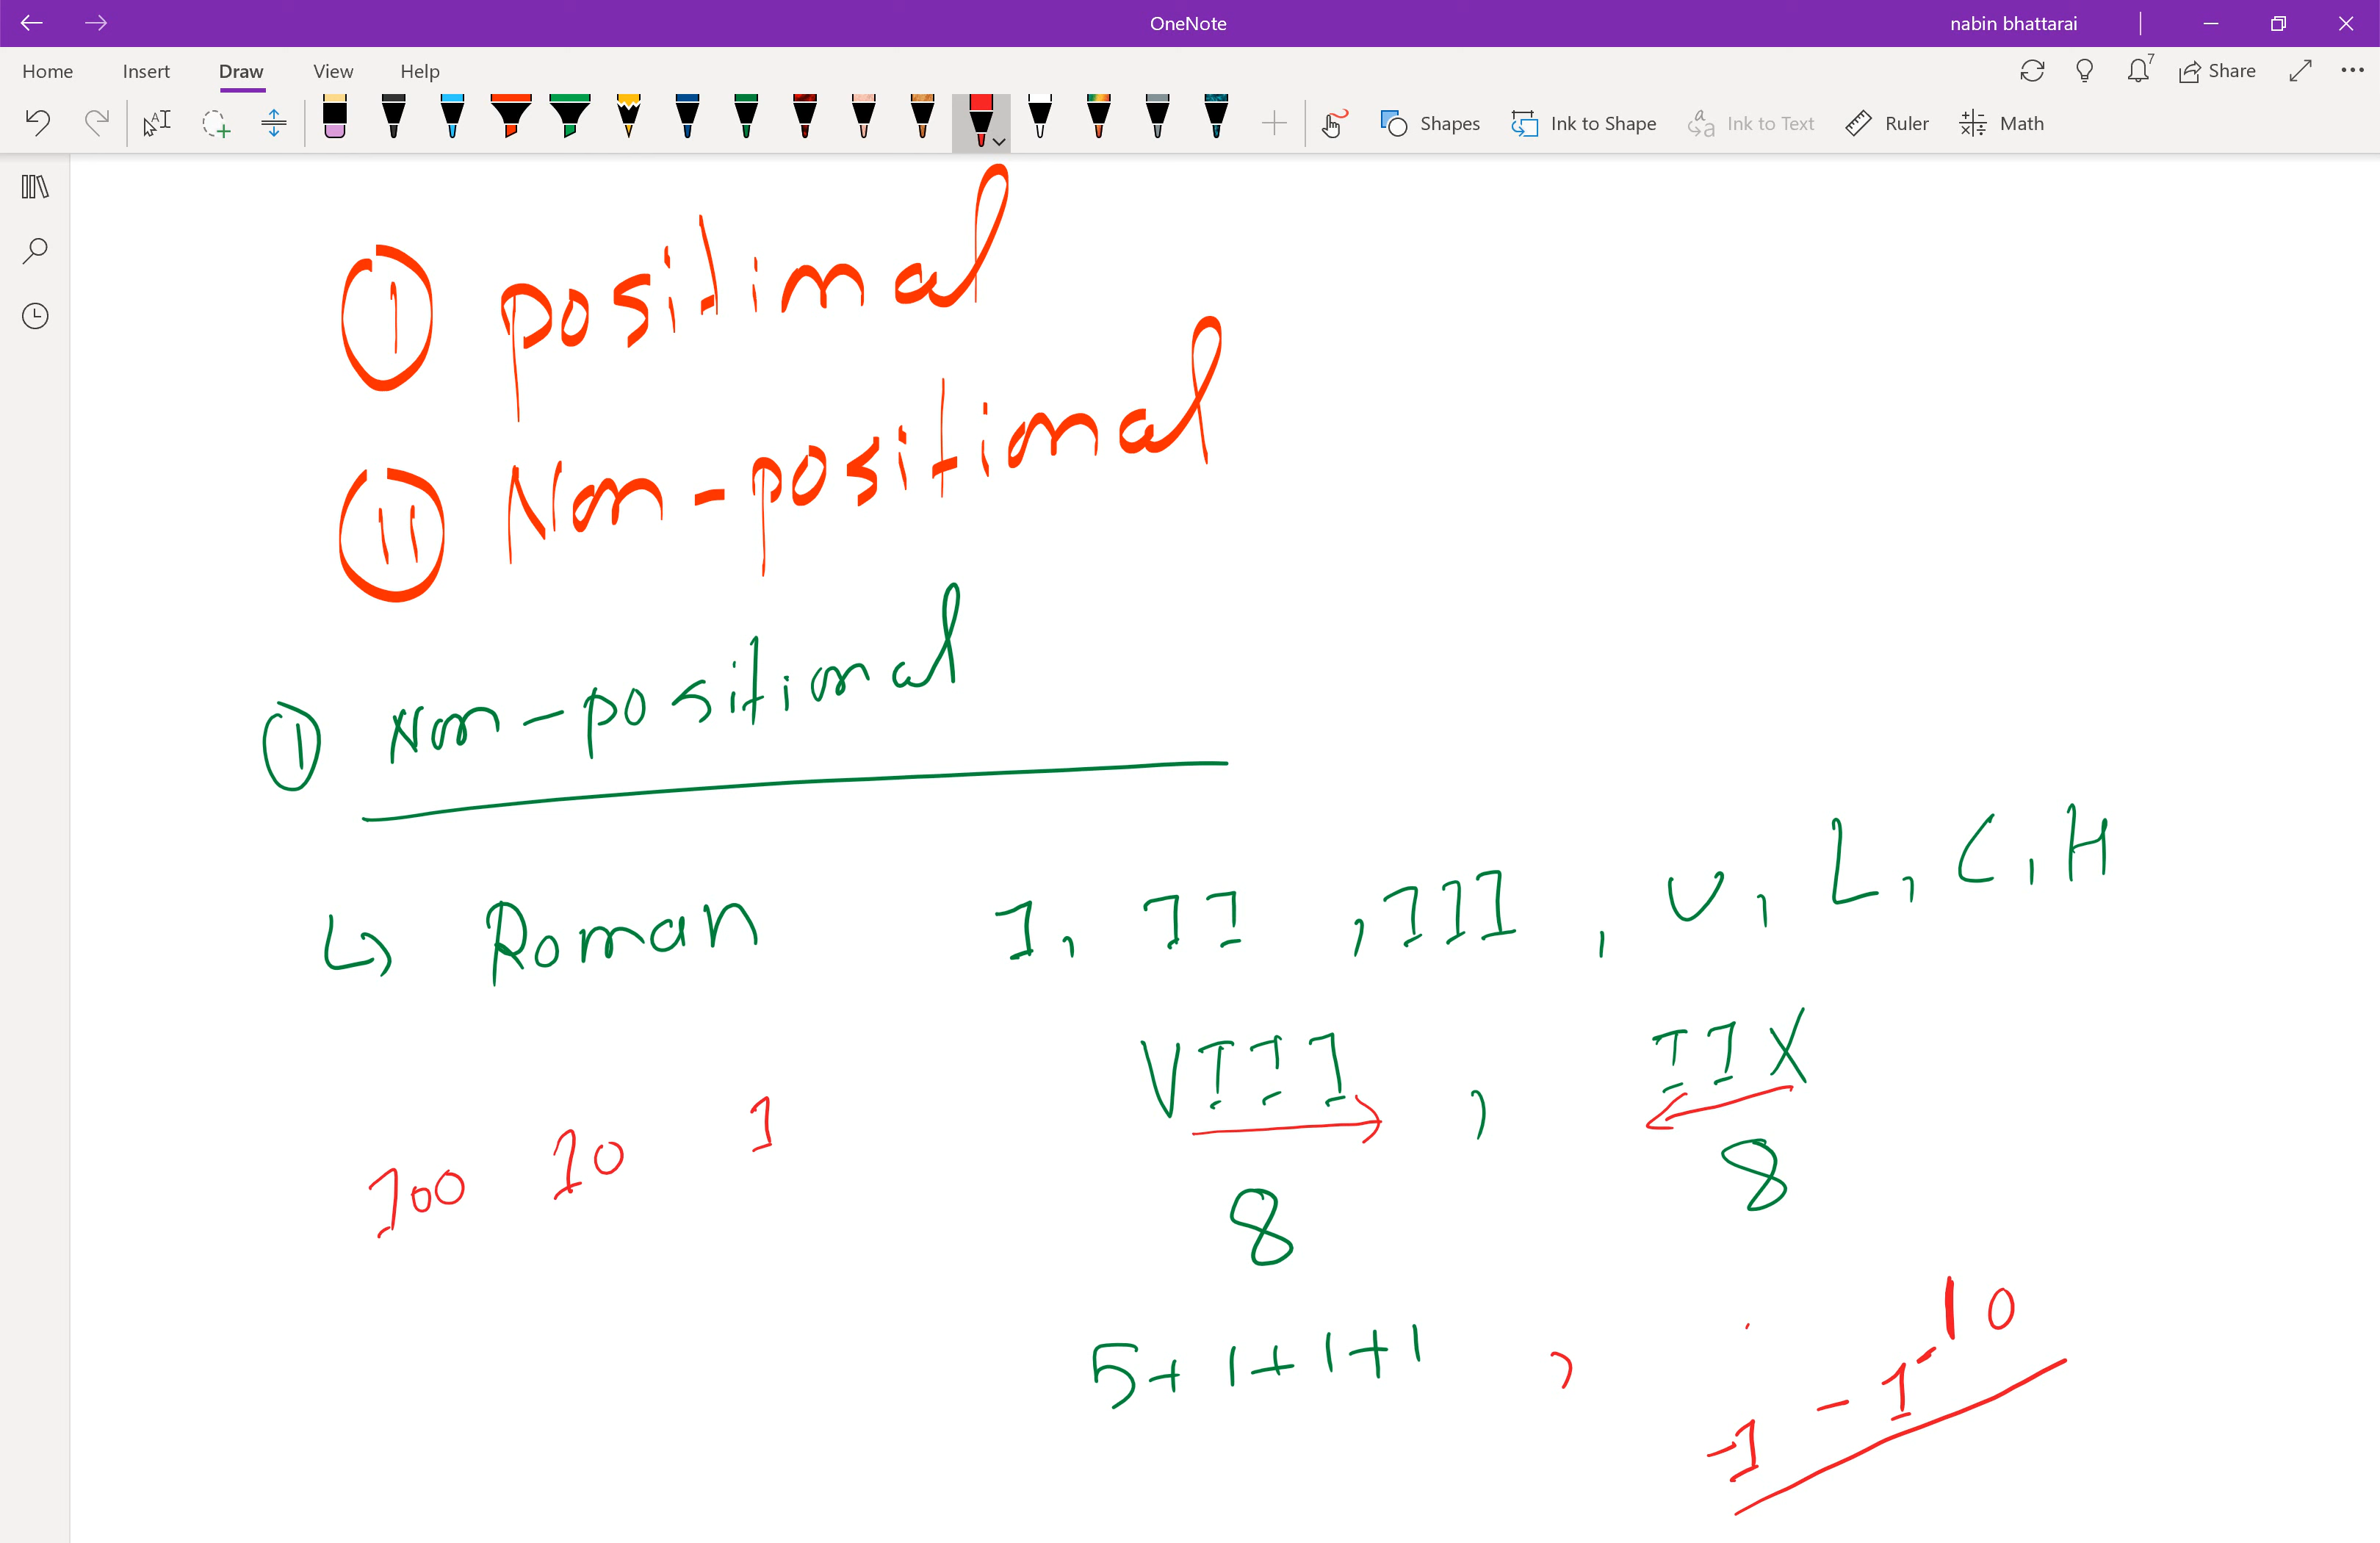 OneNote
nabin bhattarai
Home Insert Draw View Help
7 Share
Shapes Ink to Shape Ink to Text Ruler Math
I positional
II Non-positional
① Non-positional
↳ Roman I, II, III, V, L, C, H
VIII, IIX
100 10 1
8 8
5+1+1+1, -1 -1 -10